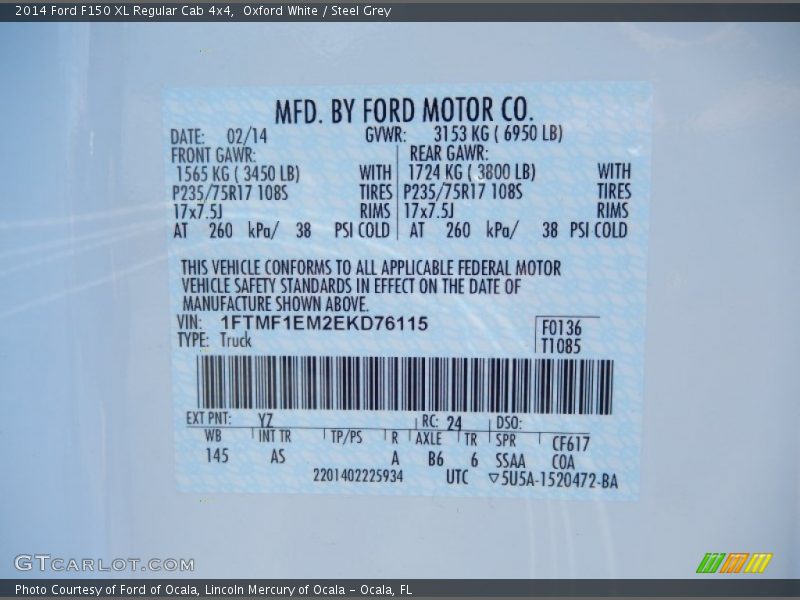 2014 Ford F150 XL Regular Cab 4x4, Oxford White / Steel Grey
MFD. BY FORD MOTOR CO.
DATE: 02/14 GVWR: 3153 KG ( 6950 LB)
FRONT GAWR: REAR GAWR:
1565 KG ( 3450 LB) WITH 1724 KG ( 3800 LB) WITH
P235/75R17 108S TIRES P235/75R17 108S TIRES
17x7.5J RIMS 17x7.5J RIMS
AT 260 kPa/ 38 PSI COLD AT 260 kPa/ 38 PSI COLD
THIS VEHICLE CONFORMS TO ALL APPLICABLE FEDERAL MOTOR
VEHICLE SAFETY STANDARDS IN EFFECT ON THE DATE OF
MANUFACTURE SHOWN ABOVE.
VIN: 1FTMF1EM2EKD76115 F0136
TYPE: Truck T1085
EXT PNT: YZ RC: 24 DSO:
WB INT TR TP/PS R AXLE TR SPR CF617
145 AS A B6 6 SSAA COA
2201402225934 UTC ▽5U5A-1520472-BA
GTCARLOT.COM
Photo Courtesy of Ford of Ocala, Lincoln Mercury of Ocala - Ocala, FL